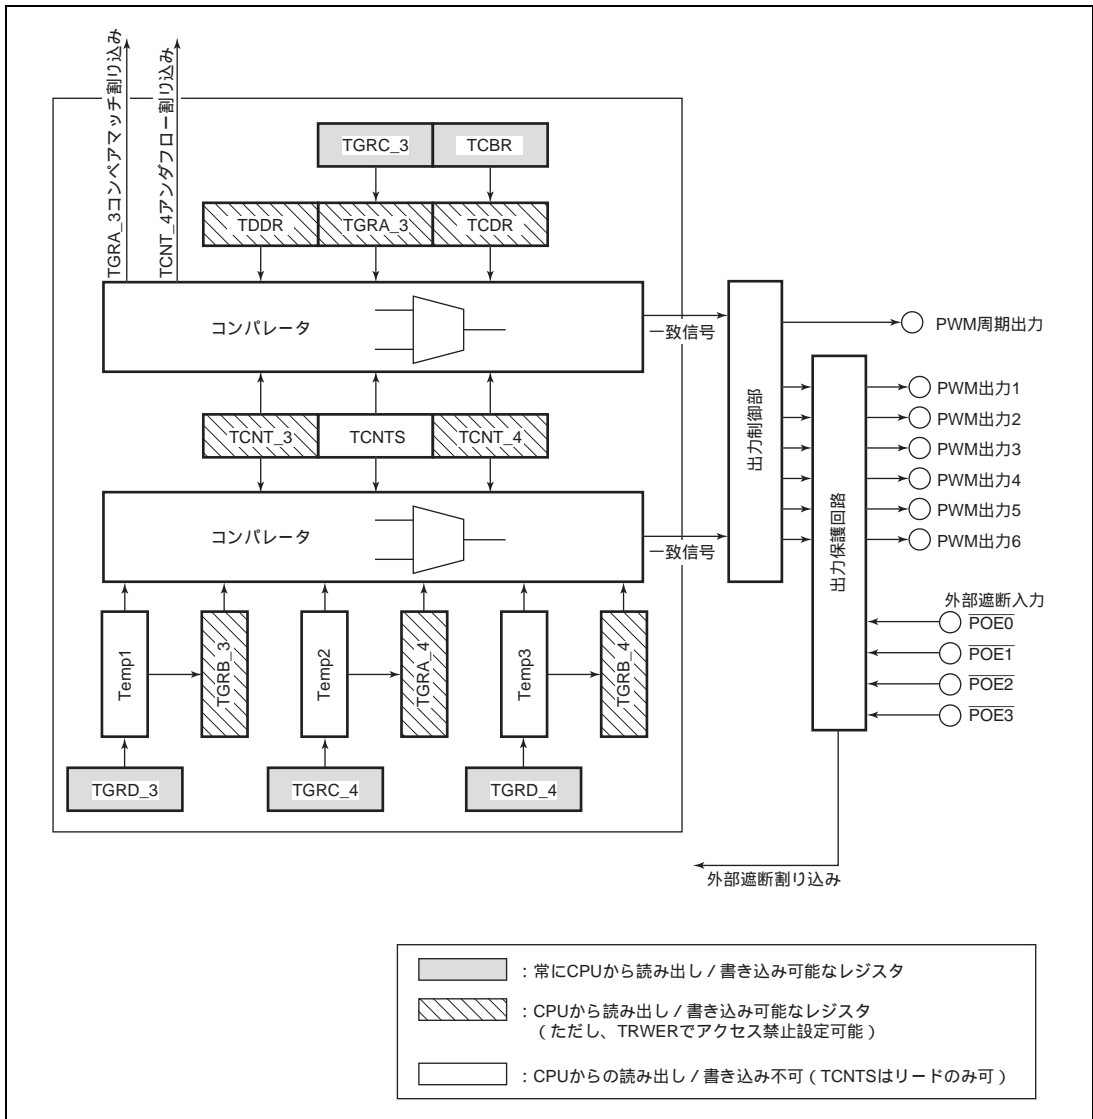 TGRA_3コンペアマッチ割り込み
TCNT_4アンダフロー割り込み
TGRC_3
TCBR
TDDR
TGRA_3
TCDR
コンパレータ
一致信号
PWM周期出力
出力制御部
出力保護回路
PWM出力1
PWM出力2
PWM出力3
PWM出力4
PWM出力5
PWM出力6
TCNT_3
TCNTS
TCNT_4
コンパレータ
一致信号
外部遮断入力
POE0
POE1
POE2
POE3
Temp1
TGRB_3
Temp2
TGRA_4
Temp3
TGRB_4
TGRD_3
TGRC_4
TGRD_4
外部遮断割り込み
：常にCPUから読み出し / 書き込み可能なレジスタ
：CPUから読み出し / 書き込み可能なレジスタ
（ただし、TRWERでアクセス禁止設定可能）
：CPUからの読み出し / 書き込み不可（TCNTSはリードのみ可）